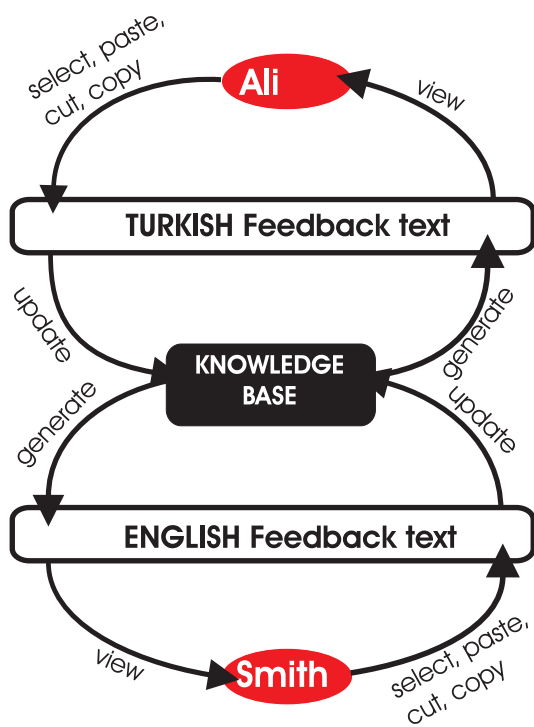 select, paste,
cut, copy
Ali
view
TURKISH Feedback text
update
generate
KNOWLEDGE
BASE
generate
update
ENGLISH Feedback text
view
Smith
select, paste,
cut, copy